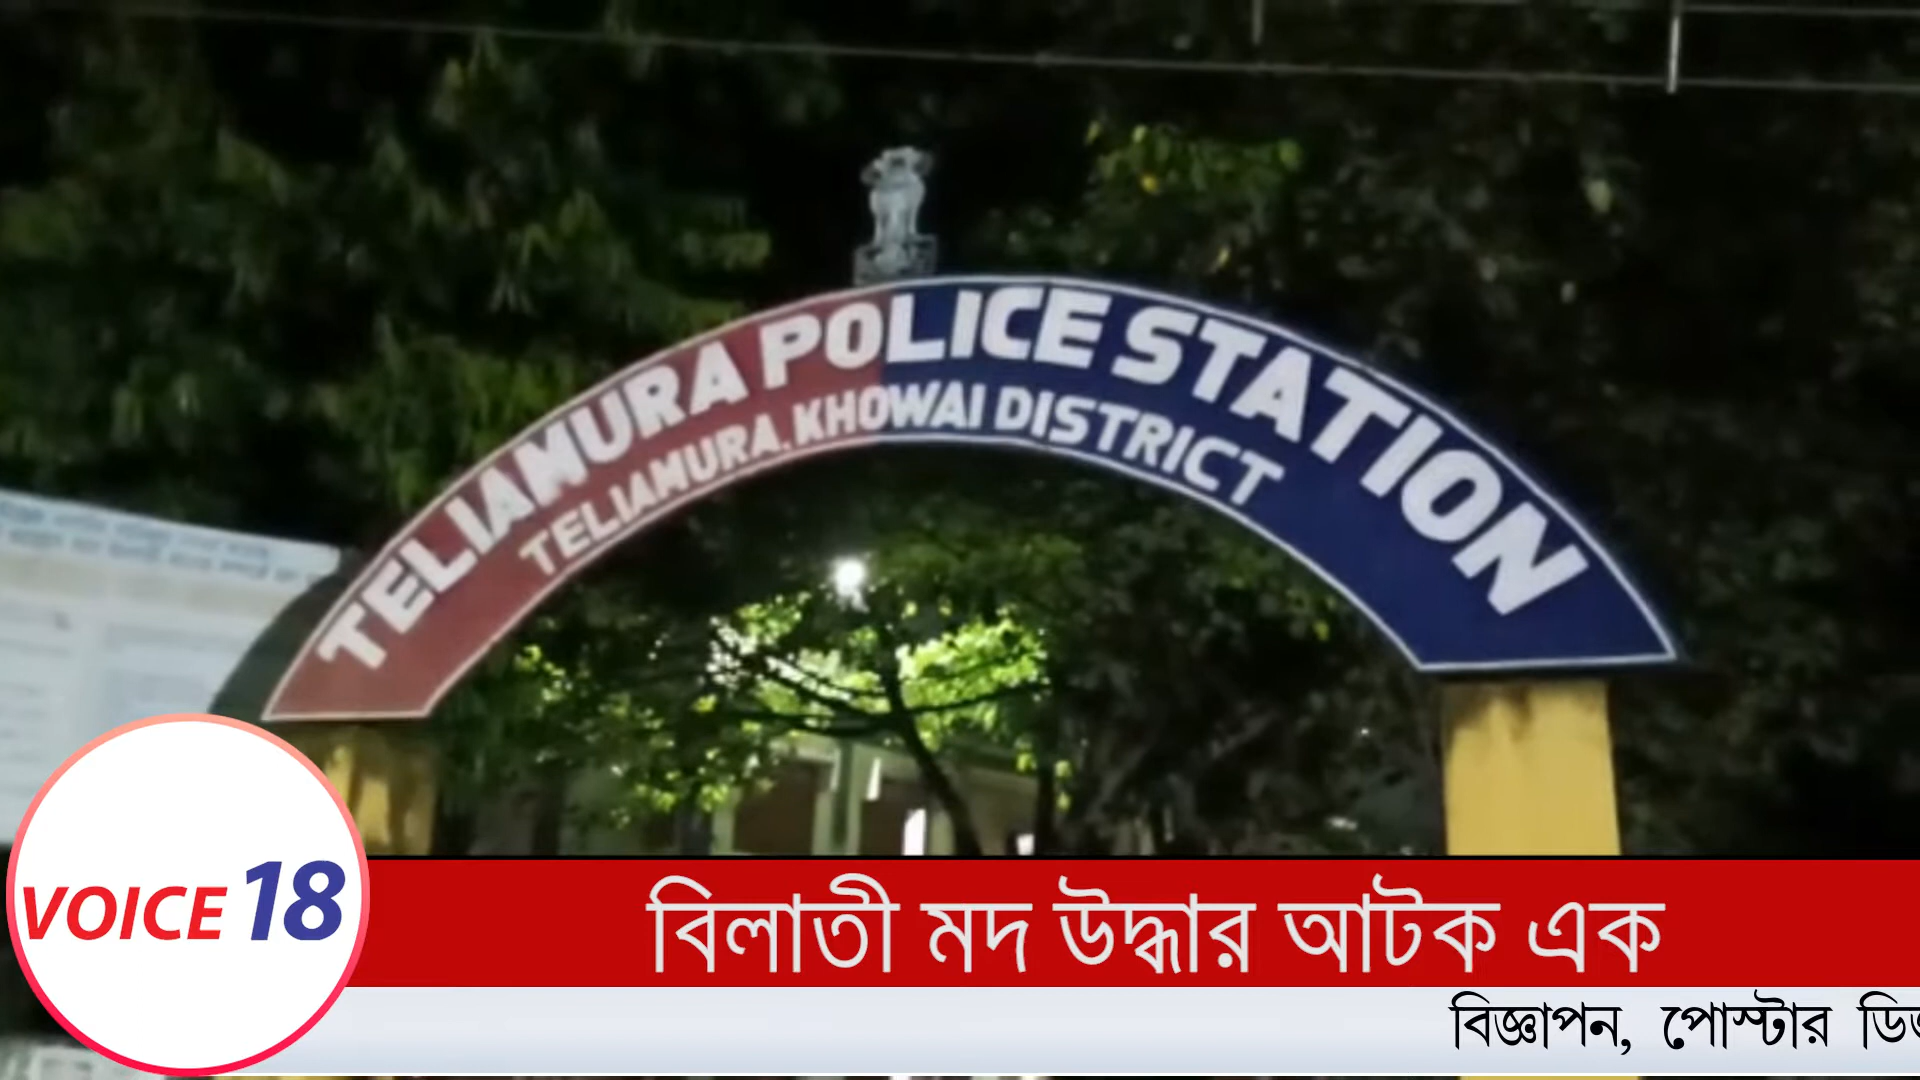 TELIAMURA POLICE STATION
TELIAMURA, KHOWAI DISTRICT
VOICE 18
বিলাতী মদ উদ্ধার আটক এক
বিজ্ঞাপন, পোস্টার